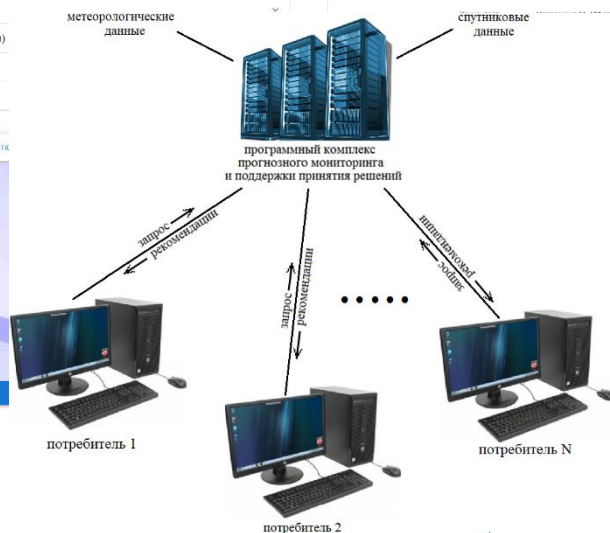 метеорологические
данные
спутниковые
данные
программный комплекс
прогнозного мониторинга
и поддержки принятия решений
запрос
рекомендации
запрос
рекомендации
рекомендации
запрос
потребитель 1
потребитель N
потребитель 2